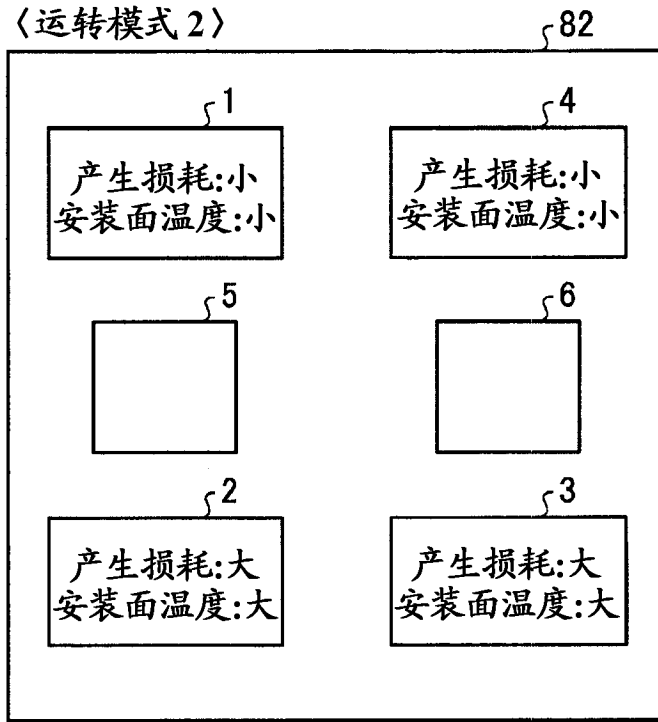 〈运转模式2〉
82
1
4
产生损耗:小
安装面温度:小
产生损耗:小
安装面温度:小
5
6
2
3
产生损耗:大
安装面温度:大
产生损耗:大
安装面温度:大